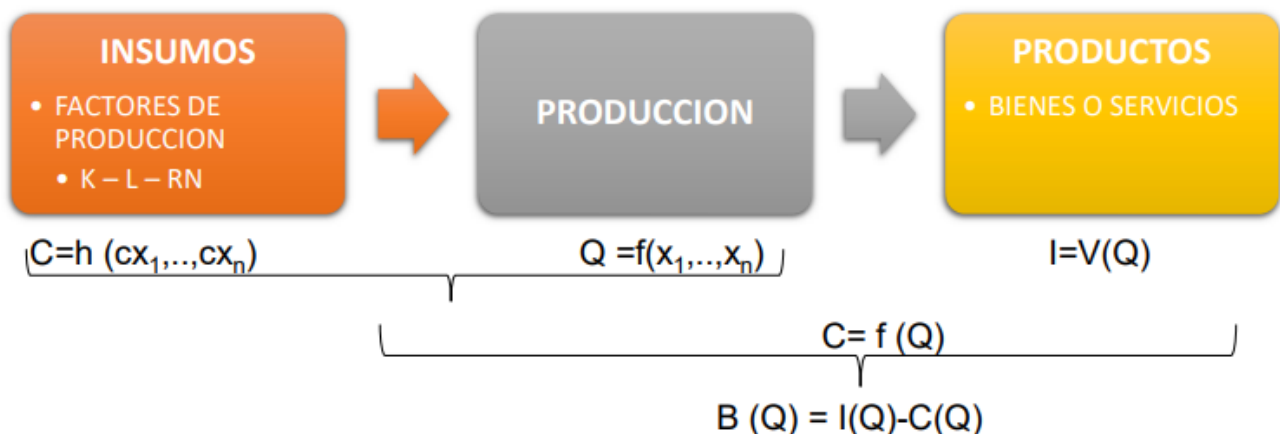 INSUMOS
• FACTORES DE
PRODUCCION
• K – L – RN
PRODUCCION
PRODUCTOS
• BIENES O SERVICIOS
C=h (cx₁,..,cxₙ)
Q =f(x₁,..,xₙ)
I=V(Q)
C= f (Q)
B (Q) = I(Q)-C(Q)